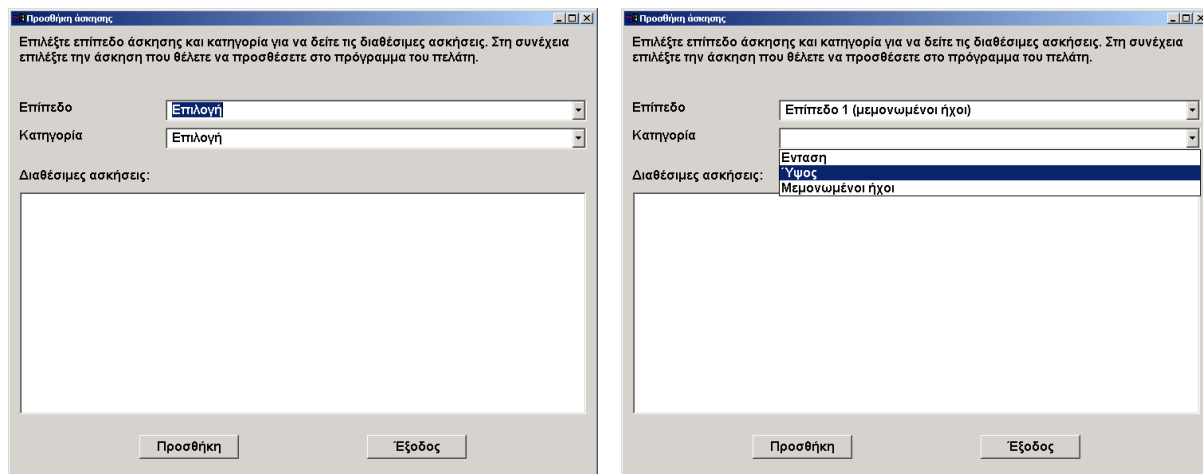 Προσθήκη άσκησης
Επιλέξτε επίπεδο άσκησης και κατηγορία για να δείτε τις διαθέσιμες ασκήσεις. Στη συνέχεια
επιλέξτε την άσκηση που θέλετε να προσθέσετε στο πρόγραμμα του πελάτη.
Επίπεδο
Επιλογή
Κατηγορία
Επιλογή
Διαθέσιμες ασκήσεις:
Προσθήκη
Έξοδος
Προσθήκη άσκησης
Επιλέξτε επίπεδο άσκησης και κατηγορία για να δείτε τις διαθέσιμες ασκήσεις. Στη συνέχεια
επιλέξτε την άσκηση που θέλετε να προσθέσετε στο πρόγραμμα του πελάτη.
Επίπεδο
Επίπεδο 1 (μεμονωμένοι ήχοι)
Κατηγορία
Ενταση
Ύψος
Μεμονωμένοι ήχοι
Διαθέσιμες ασκήσεις:
Προσθήκη
Έξοδος